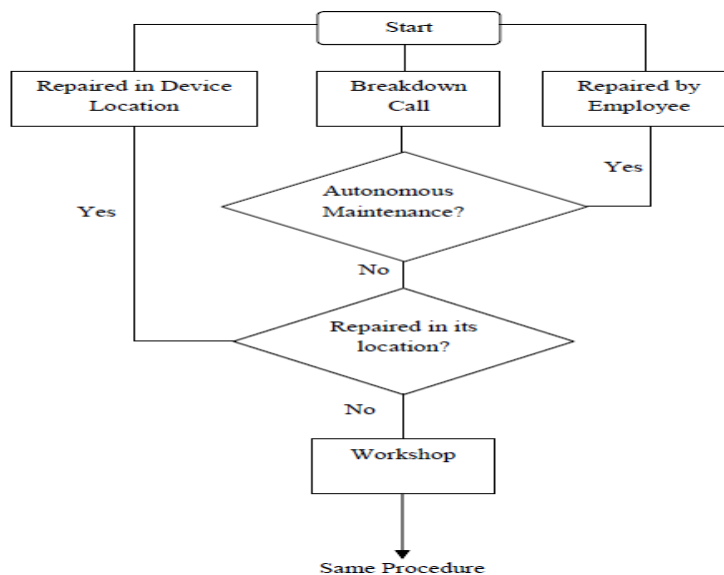 Start
Repaired in Device
Location
Breakdown
Call
Repaired by
Employee
Yes
Autonomous
Maintenance?
Yes
No
Repaired in its
location?
No
Workshop
Same Procedure